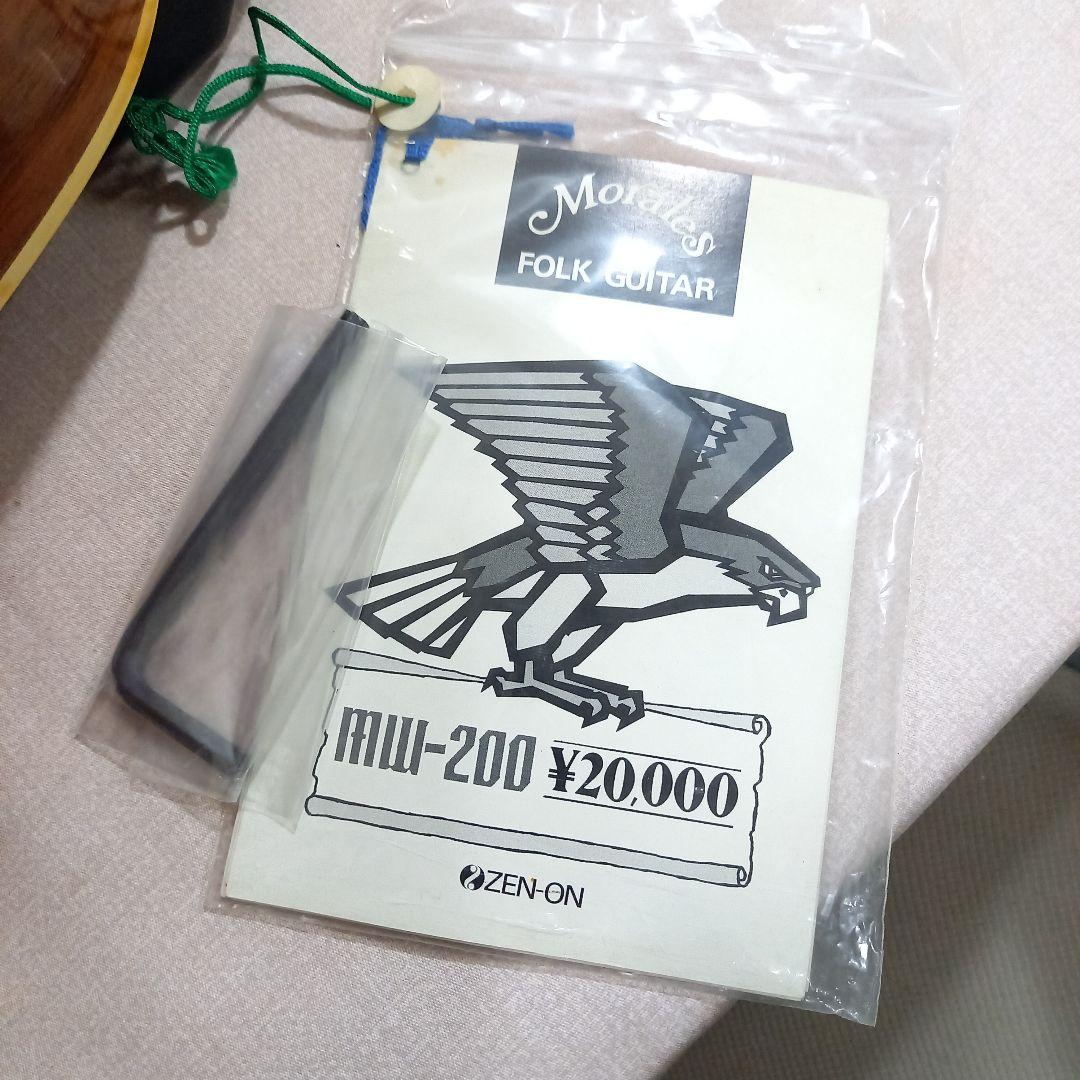 Morales
FOLK GUITAR
MW-200 ¥20,000
ZEN-ON